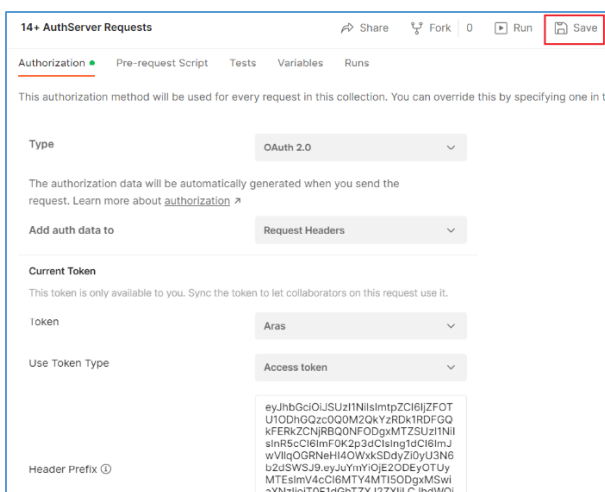 14+ AuthServer Requests Share Fork 0 Run Save
Authorization Pre-request Script Tests Variables Runs
This authorization method will be used for every request in this collection. You can override this by specifying one in t
Type OAuth 2.0
The authorization data will be automatically generated when you send the
request. Learn more about authorization ↗
Add auth data to Request Headers
Current Token
This token is only available to you. Sync the token to let collaborators on this request use it.
Token Aras
Use Token Type Access token
eyJhbGciOiJSUzI1NiIsImtpZCI6IjZFOT
U1ODhGQzc0Q0M2QkYzRDk1RDFGQ
kFERkZCNjRBQ0NFODgxMTZSUzI1NiI
sInR5cCI6ImF0K2p3dCIsIng1dCI6ImJ
wVllqOGRNeHI4OWxkSDdyZi0yU3N6
b2dSWSJ9.eyJuYmYiOjE2ODEyOTUy
MTEsImV4cCI6MTY4MTI5ODgxMSwi
Header Prefix